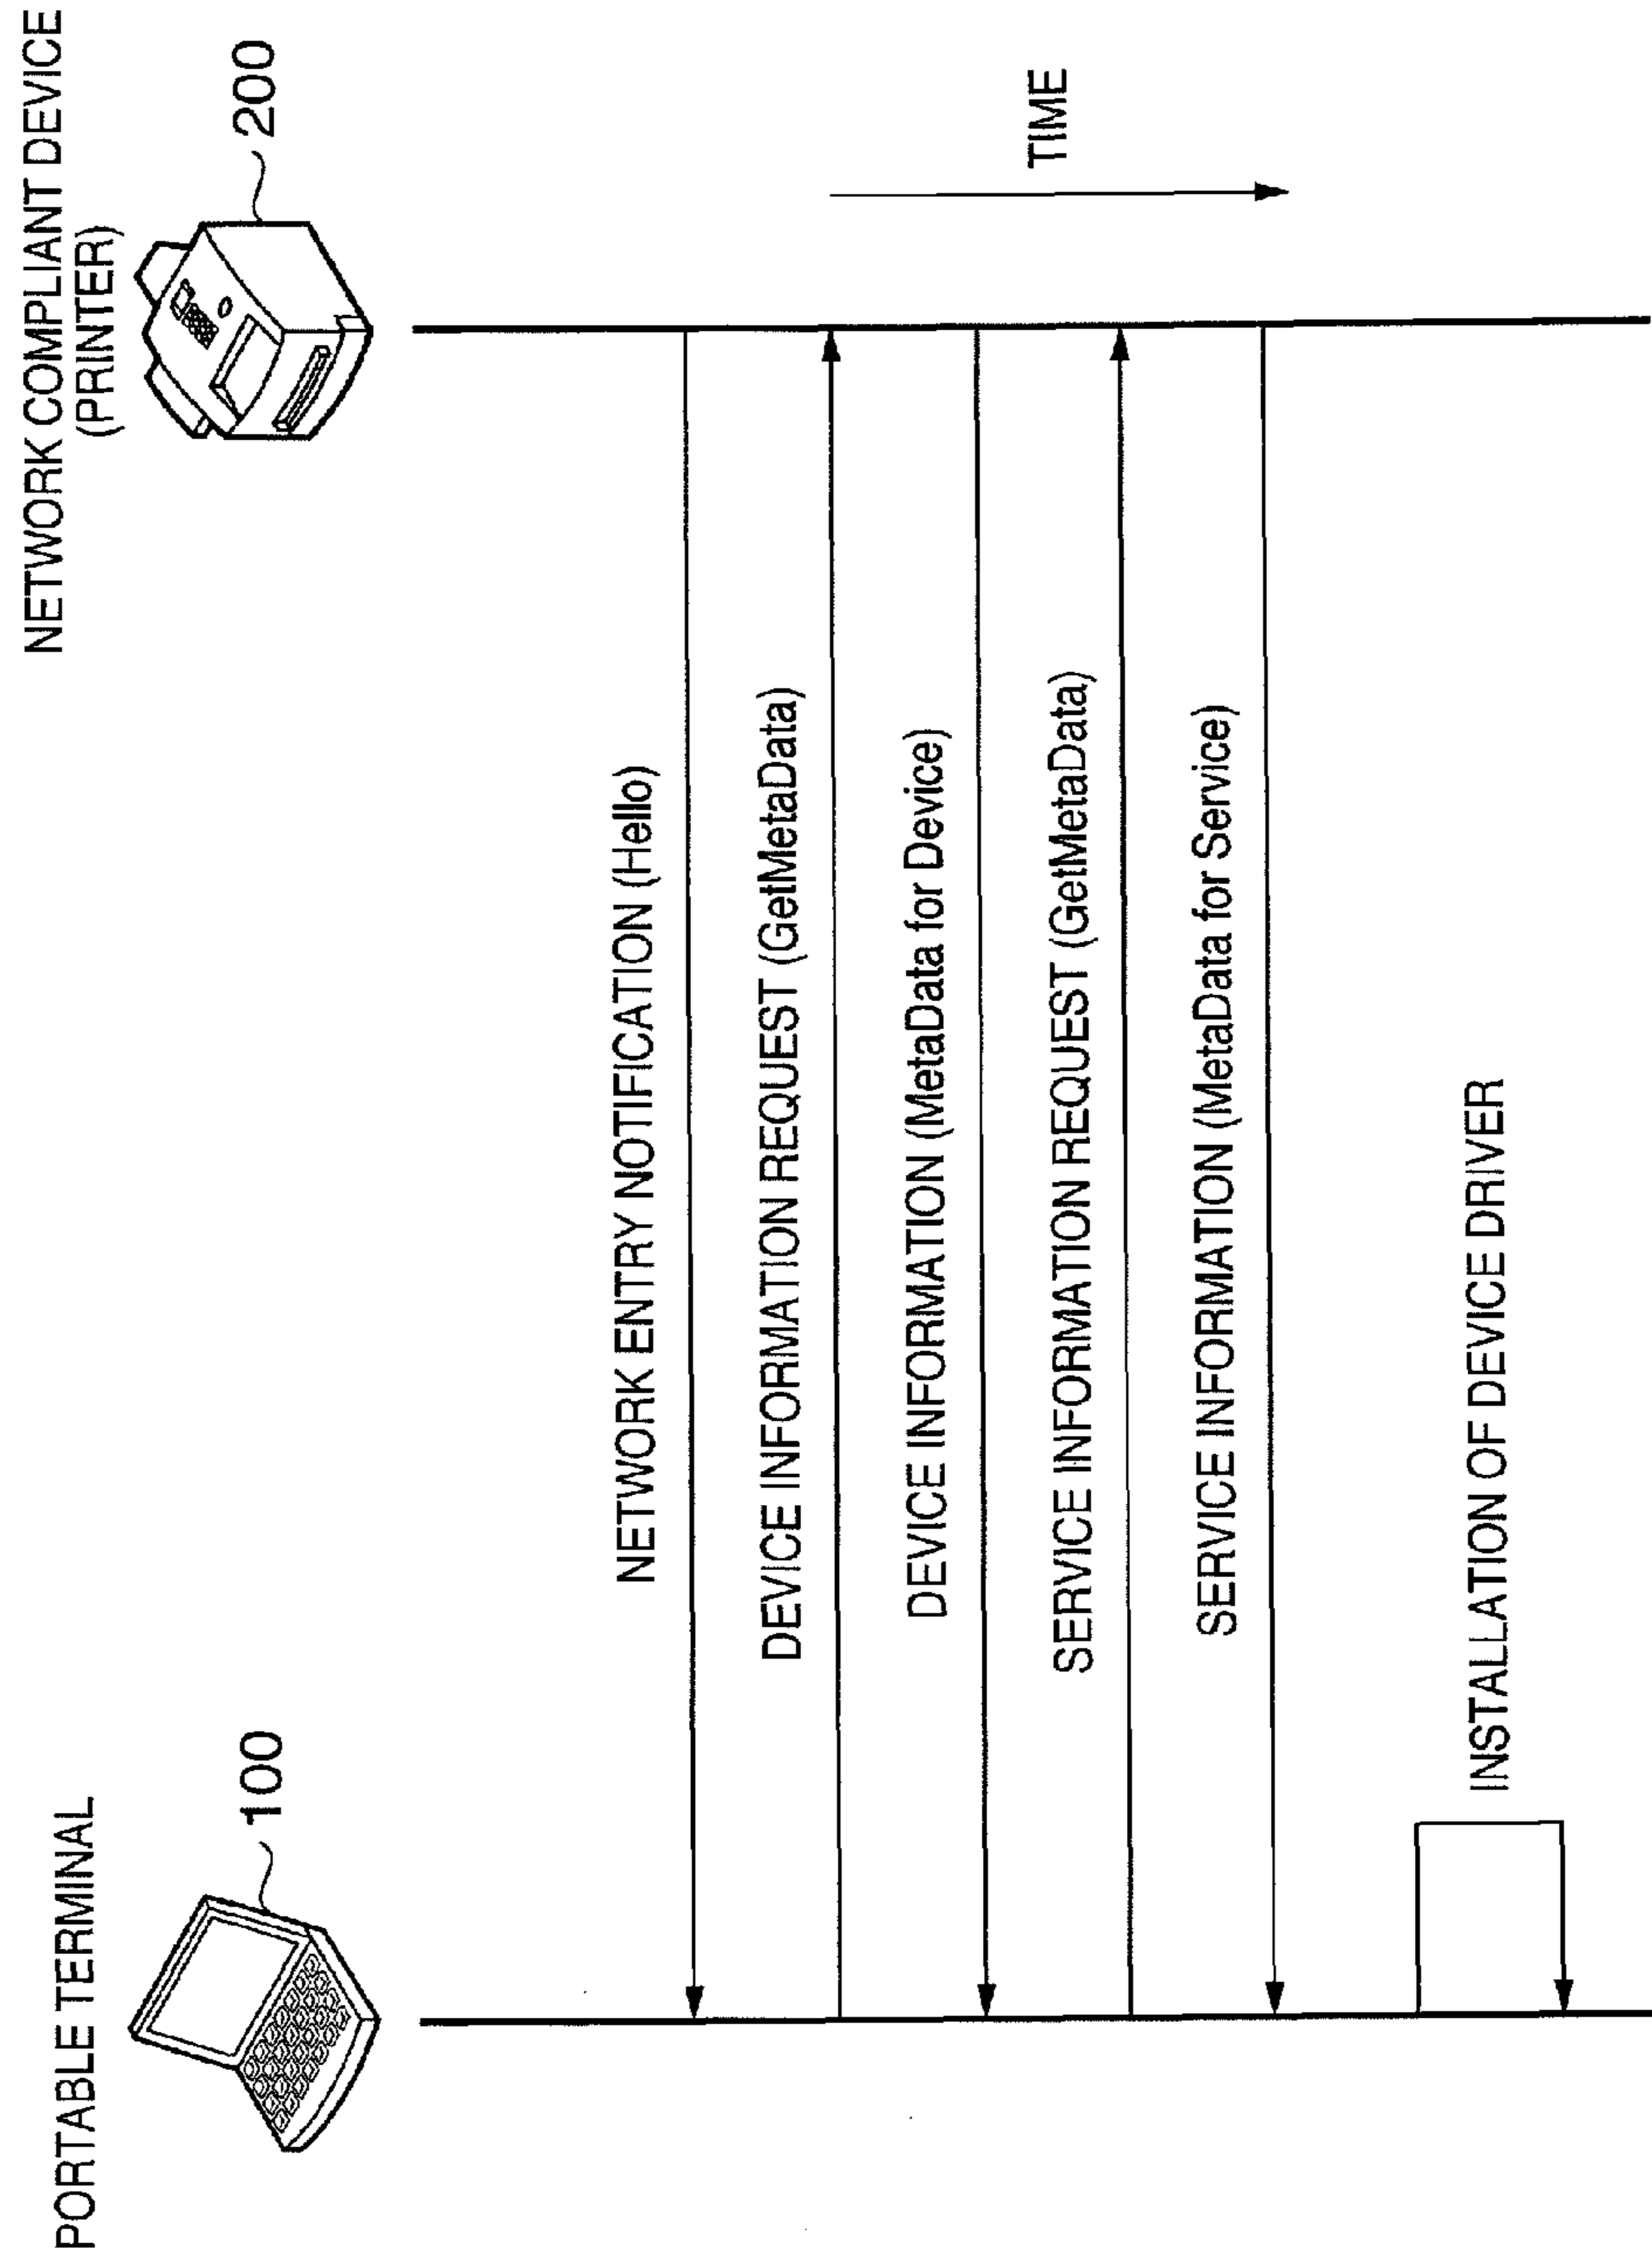 PORTABLE TERMINAL
100
NETWORK COMPLIANT DEVICE
(PRINTER)
200
NETWORK ENTRY NOTIFICATION (Hello)
DEVICE INFORMATION REQUEST (GetMetaData)
DEVICE INFORMATION (MetaData for Device)
SERVICE INFORMATION REQUEST (GetMetaData)
SERVICE INFORMATION (MetaData for Service)
INSTALLATION OF DEVICE DRIVER
TIME